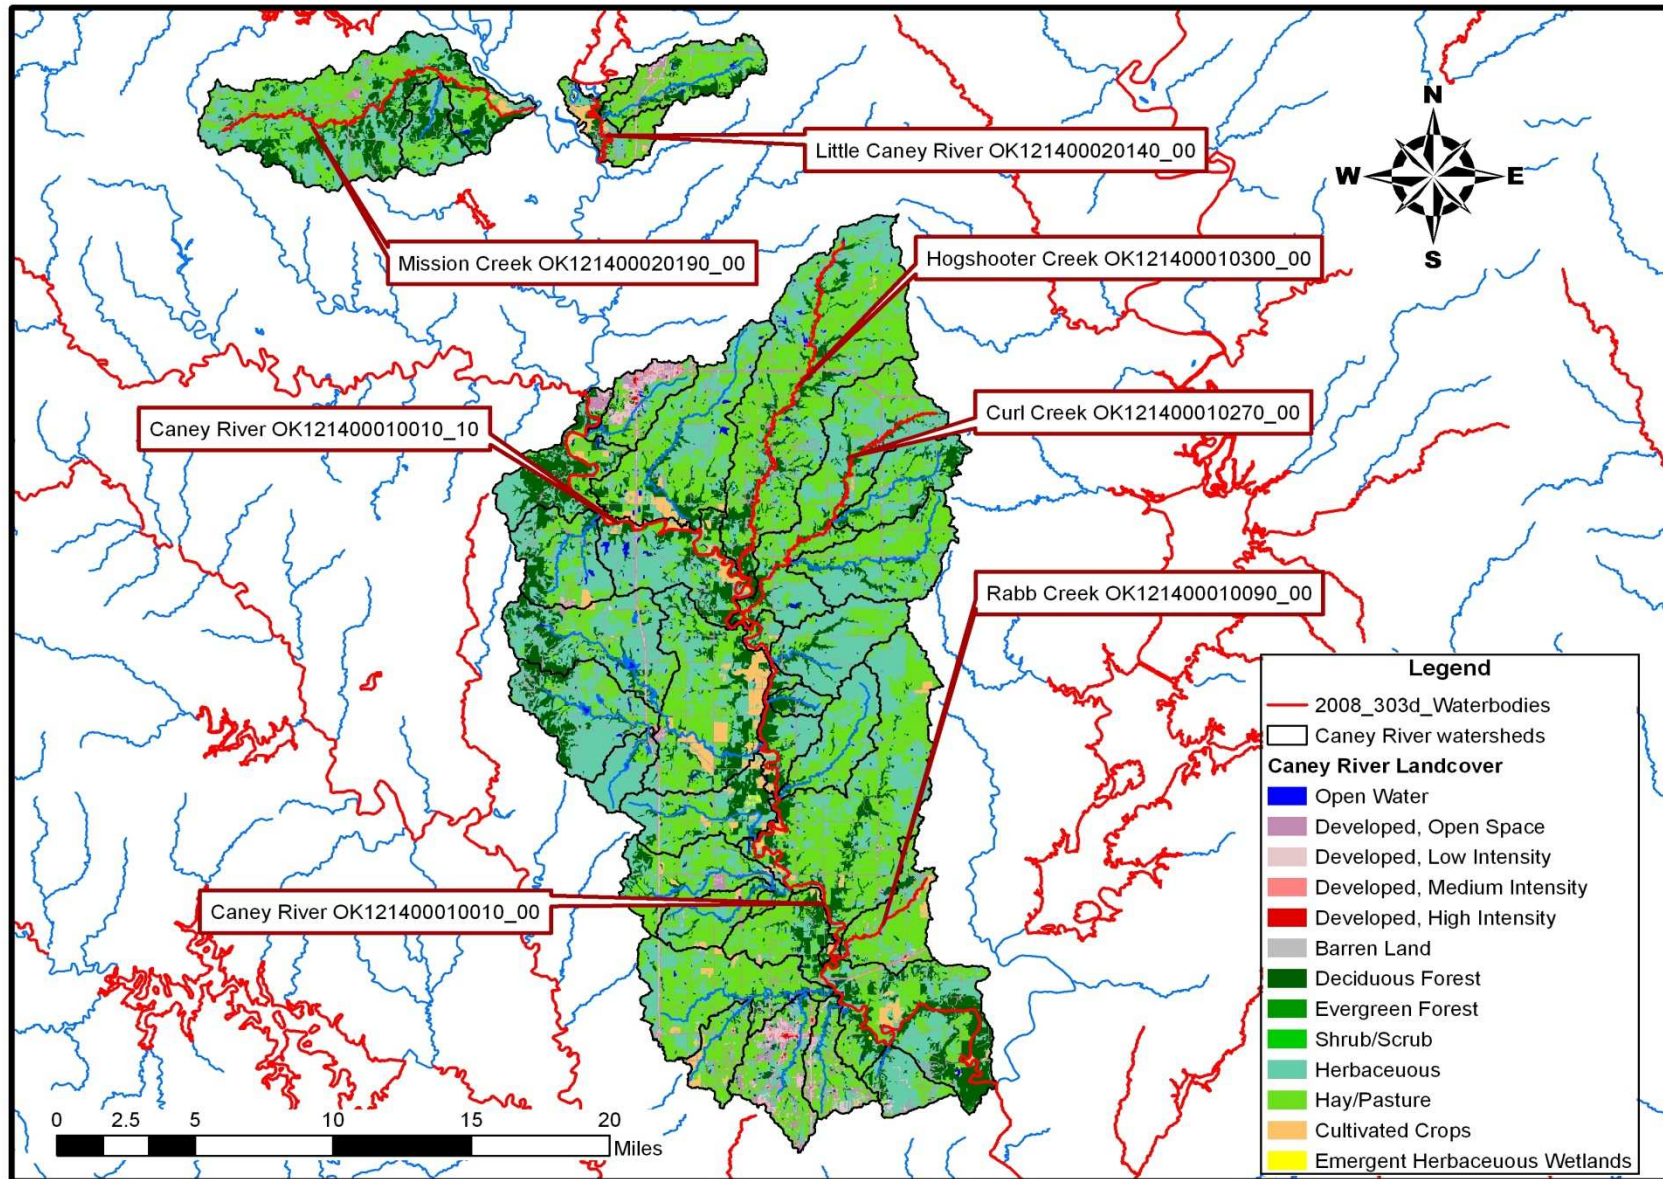 N
Little Caney River OK121400020140_00
W
E
Mission Creek OK121400020190_00
Hogshooter Creek OK121400010300_00
S
Curl Creek OK121400010270_00
Caney River OK121400010010_10
Rabb Creek OK121400010090_00
Caney River OK121400010010_00
Legend
2008_303d_Waterbodies
Caney River watersheds
Caney River Landcover
Open Water
Developed, Open Space
Developed, Low Intensity
Developed, Medium Intensity
Developed, High Intensity
Barren Land
Deciduous Forest
Evergreen Forest
Shrub/Scrub
Herbaceuous
Hay/Pasture
Cultivated Crops
Emergent Herbaceuous Wetlands
0 2.5 5 10 15 20
Miles